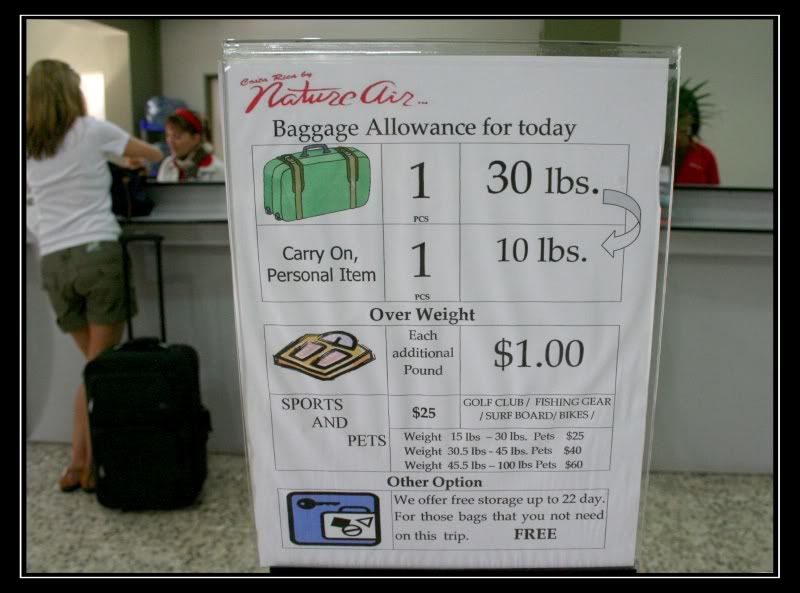 Costa Rica by
Nature Air...
Baggage Allowance for today
1 30 lbs.
PCS
Carry On, 1 10 lbs.
Personal Item
PCS
Over Weight
Each
additional $1.00
Pound
SPORTS
AND
PETS
$25 GOLF CLUB / FISHING GEAR
/ SURF BOARD/ BIKES /
Weight 15 lbs – 30 lbs. Pets $25
Weight 30.5 lbs - 45 lbs. Pets $40
Weight 45.5 lbs – 100 lbs Pets $60
Other Option
We offer free storage up to 22 day.
For those bags that you not need
on this trip. FREE